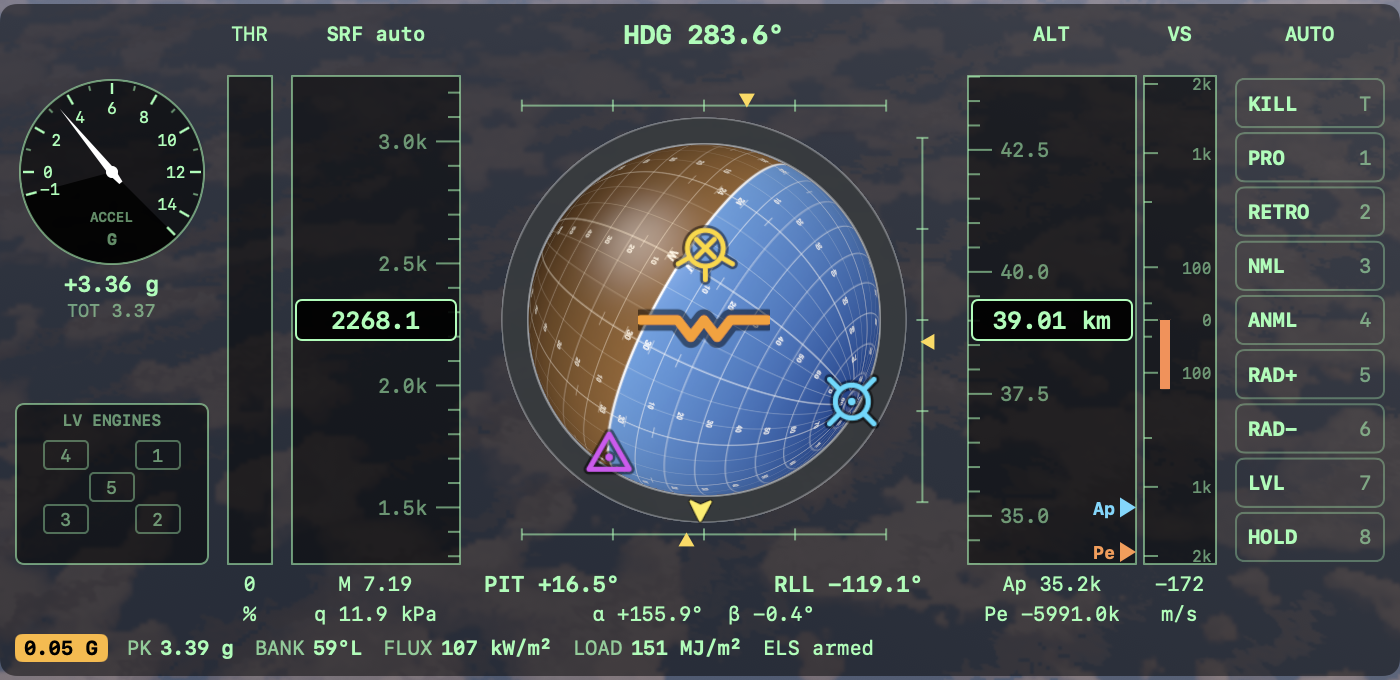 THR SRF auto HDG 283.6° ALT VS AUTO
−1 0 2 4 6 8 10 12 14
ACCEL
G
+3.36 g
TOT 3.37
LV ENGINES
4 1
5
3 2
0
%
3.0k
2.5k
2268.1
2.0k
1.5k
M 7.19
q 11.9 kPa
PIT +16.5° RLL −119.1°
α +155.9° β −0.4°
42.5
40.0
39.01 km
37.5
35.0
Ap
Pe
Ap 35.2k
Pe −5991.0k
2k
1k
100
0
100
1k
2k
−172
m/s
KILL T
PRO 1
RETRO 2
NML 3
ANML 4
RAD+ 5
RAD− 6
LVL 7
HOLD 8
0.05 G PK 3.39 g BANK 59°L FLUX 107 kW/m² LOAD 151 MJ/m² ELS armed